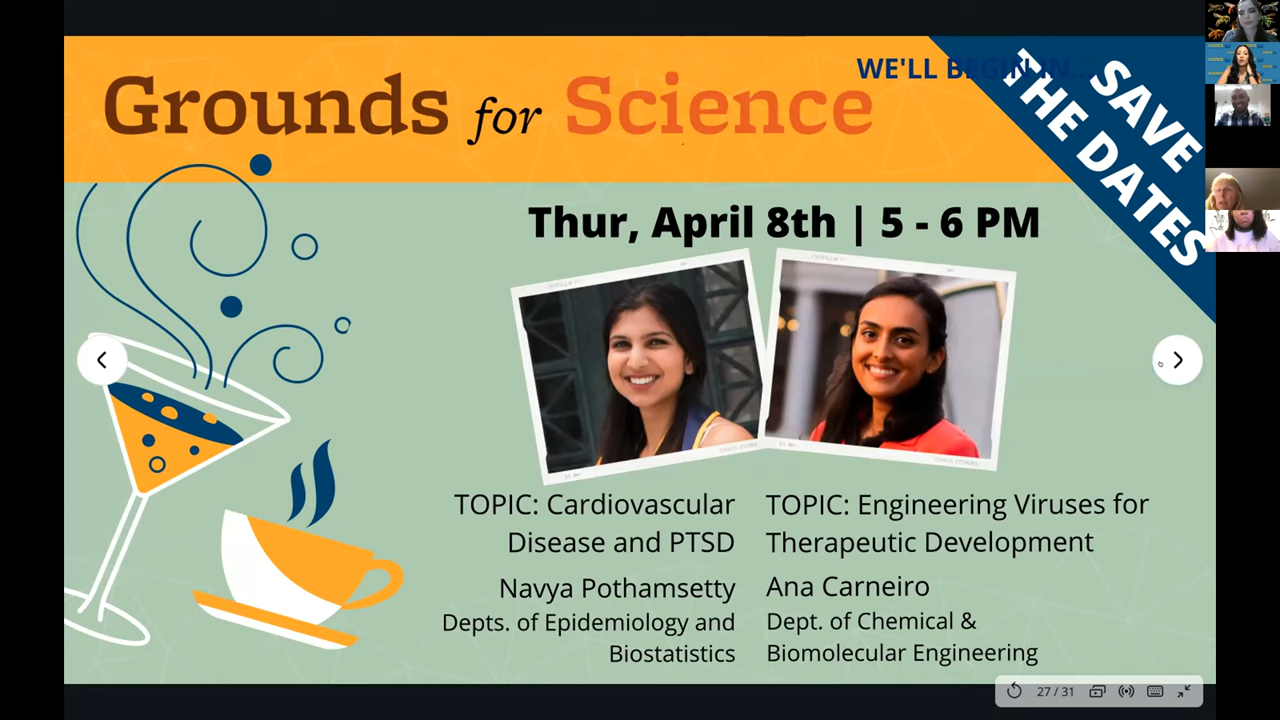 Grounds for Science
WE'LL BEGIN IN...
SAVE
THE DATES
Thur, April 8th | 5 - 6 PM
TOPIC: Cardiovascular
Disease and PTSD
Navya Pothamsetty
Depts. of Epidemiology and
Biostatistics
TOPIC: Engineering Viruses for
Therapeutic Development
Ana Carneiro
Dept. of Chemical &
Biomolecular Engineering
27 / 31